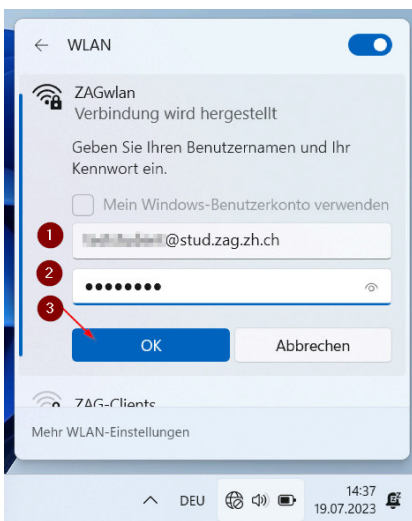 WLAN
ZAGwlan
Verbindung wird hergestellt
Geben Sie Ihren Benutzernamen und Ihr
Kennwort ein.
Mein Windows-Benutzerkonto verwenden
1
@stud.zag.zh.ch
2
3
OK Abbrechen
ZAG-Clients
Mehr WLAN-Einstellungen
DEU
14:37
19.07.2023